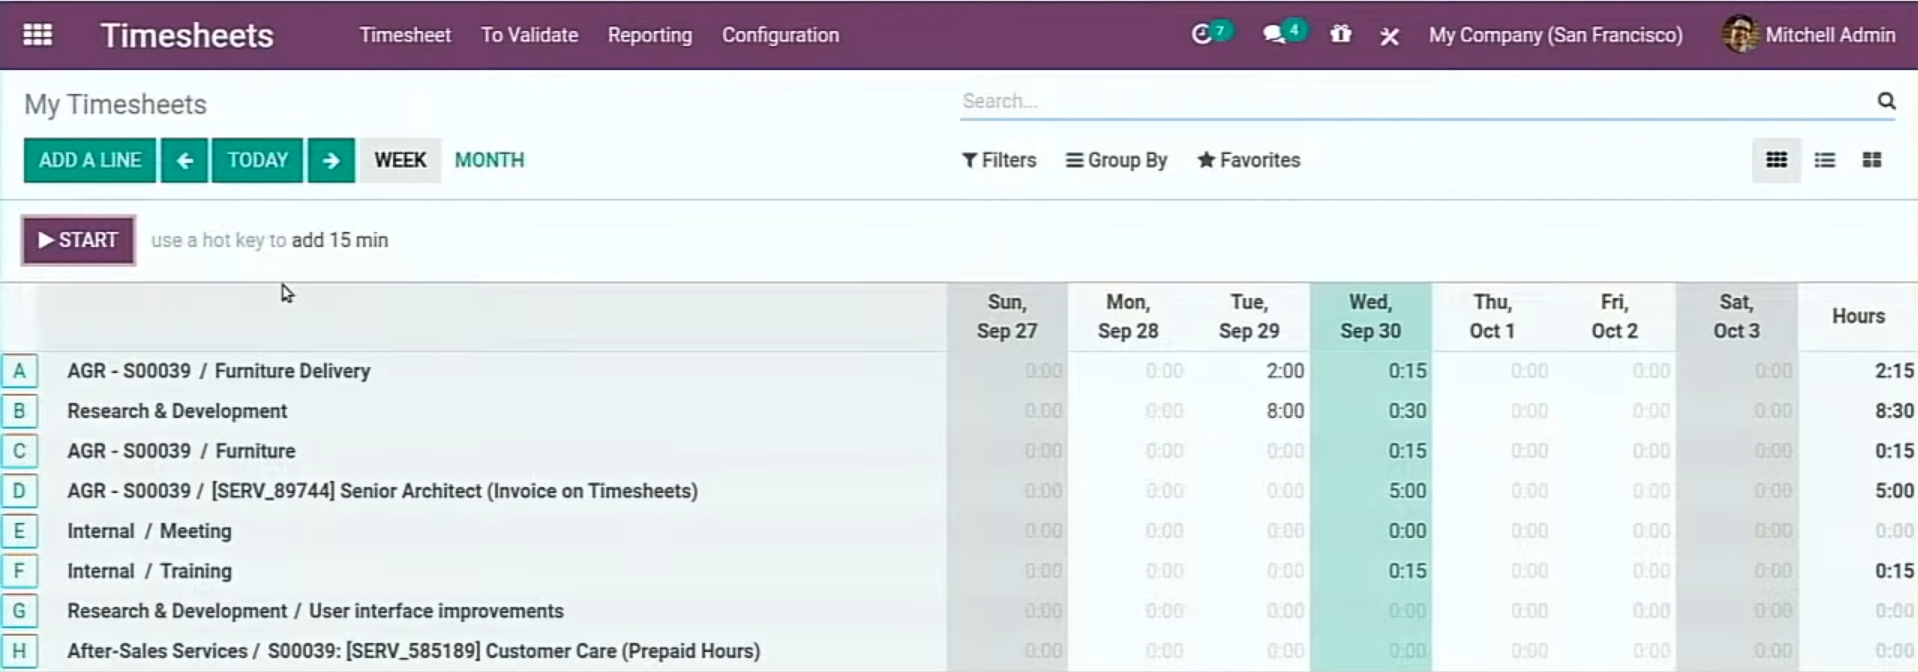 Timesheets Timesheet To Validate Reporting Configuration 7 4 My Company (San Francisco) Mitchell Admin
My Timesheets Search...
ADD A LINE TODAY WEEK MONTH Filters Group By Favorites
START use a hot key to add 15 min
Sun, Mon, Tue, Wed, Thu, Fri, Sat, Hours
Sep 27 Sep 28 Sep 29 Sep 30 Oct 1 Oct 2 Oct 3
A AGR - S00039 / Furniture Delivery 0:00 0:00 2:00 0:15 0:00 0:00 0:00 2:15
B Research & Development 0:00 0:00 8:00 0:30 0:00 0:00 0:00 8:30
C AGR - S00039 / Furniture 0:00 0:00 0:00 0:15 0:00 0:00 0:00 0:15
D AGR - S00039 / [SERV_89744] Senior Architect (Invoice on Timesheets) 0:00 0:00 0:00 5:00 0:00 0:00 0:00 5:00
E Internal / Meeting 0:00 0:00 0:00 0:00 0:00 0:00 0:00 0:00
F Internal / Training 0:00 0:00 0:00 0:15 0:00 0:00 0:00 0:15
G Research & Development / User interface improvements 0:00 0:00 0:00 0:00 0:00 0:00 0:00 0:00
H After-Sales Services / S00039: [SERV_585189] Customer Care (Prepaid Hours) 0:00 0:00 0:00 0:00 0:00 0:00 0:00 0:00